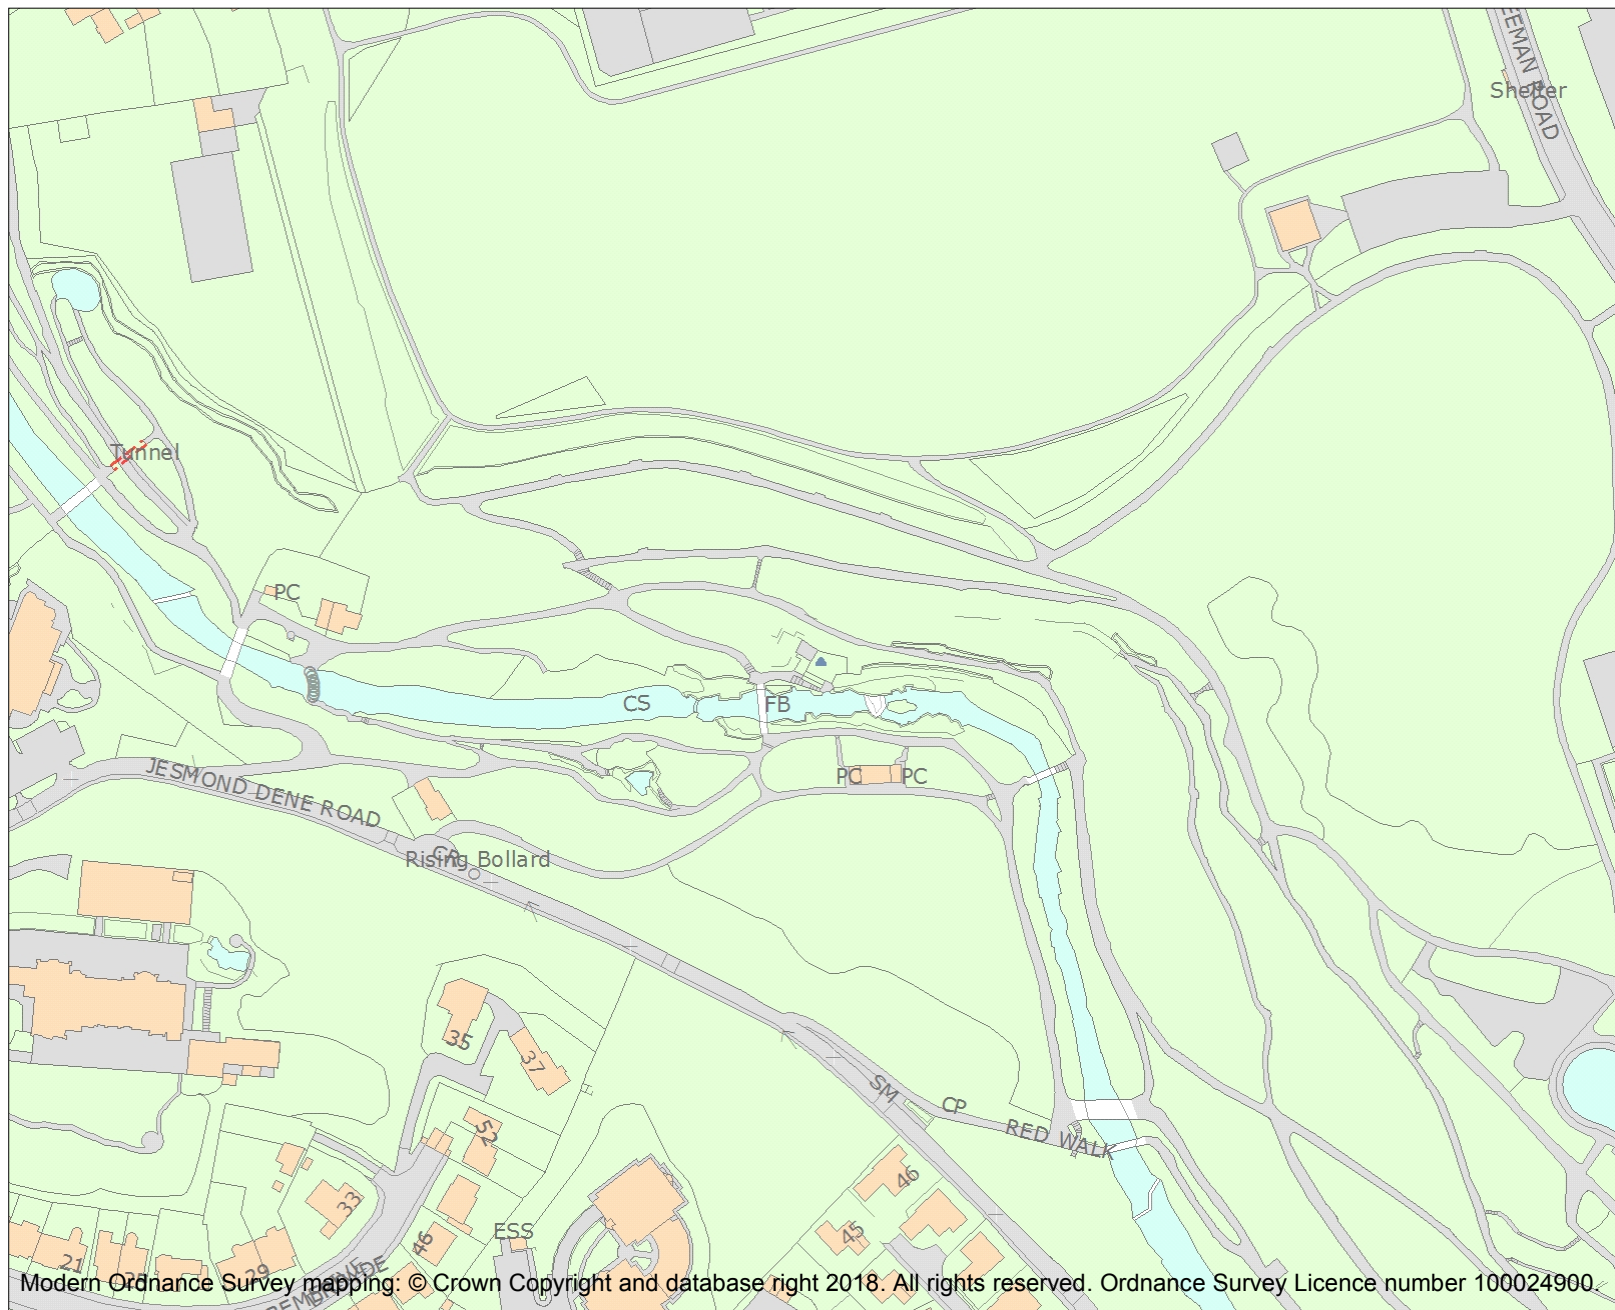 EEMAN ROAD
Shelter
Tunnel
PC
CS
FB
PC
PC
JESMOND DENE ROAD
Rising Bollard
35
37
SM
CP
RED WALK
52
46
33
ESS
46
45
21
29
Modern Ordnance Survey mapping: © Crown Copyright and database right 2018. All rights reserved. Ordnance Survey Licence number 100024900.